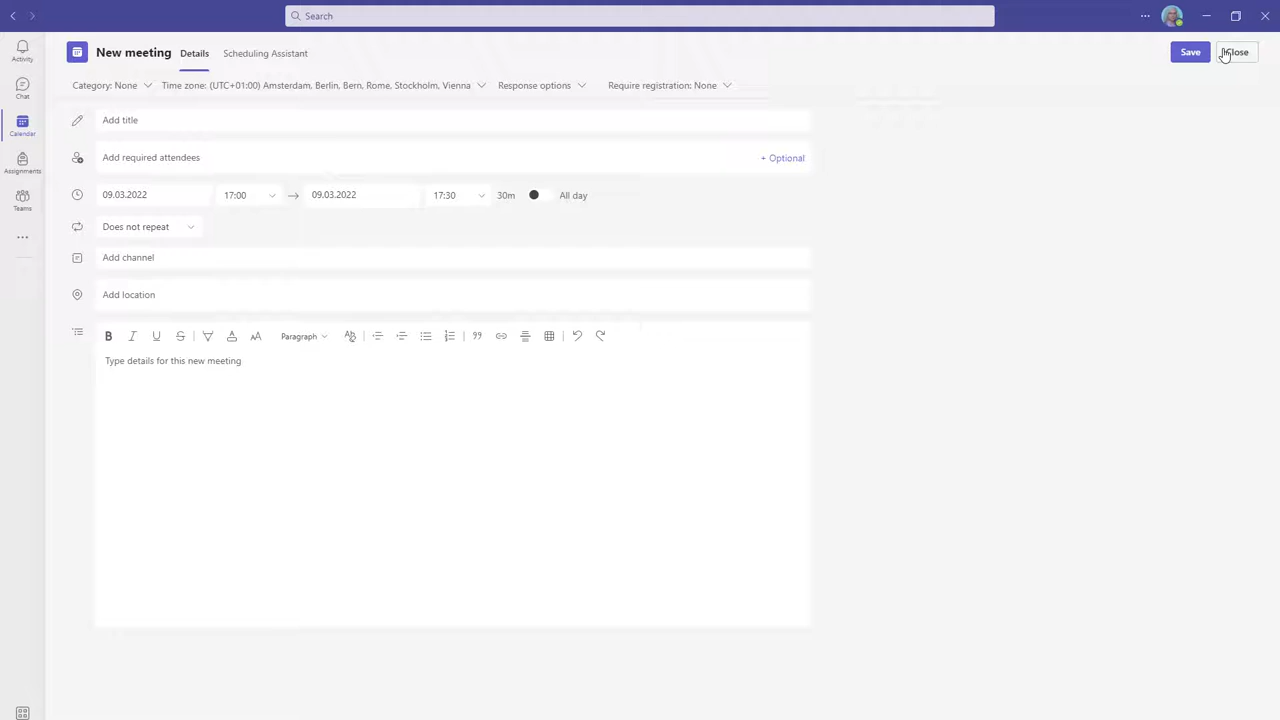 Search
Activity
Chat
Calendar
Assignments
Teams
New meeting
Details
Scheduling Assistant
Save
Close
Category: None
Time zone: (UTC+01:00) Amsterdam, Berlin, Bern, Rome, Stockholm, Vienna
Response options
Require registration: None
Add title
Add required attendees
+ Optional
09.03.2022
17:00
09.03.2022
17:30
30m
All day
Does not repeat
Add channel
Add location
Paragraph
Type details for this new meeting